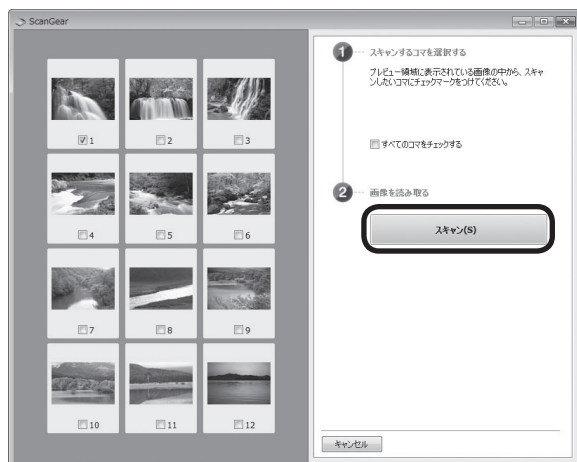 ScanGear
1 スキャンするコマを選択する
プレビュー領域に表示されている画像の中から、スキャ
ンしたいコマにチェックマークをつけてください。
すべてのコマをチェックする
2 画像を読み取る
スキャン(S)
キャンセル
1
2
3
4
5
6
7
8
9
10
11
12